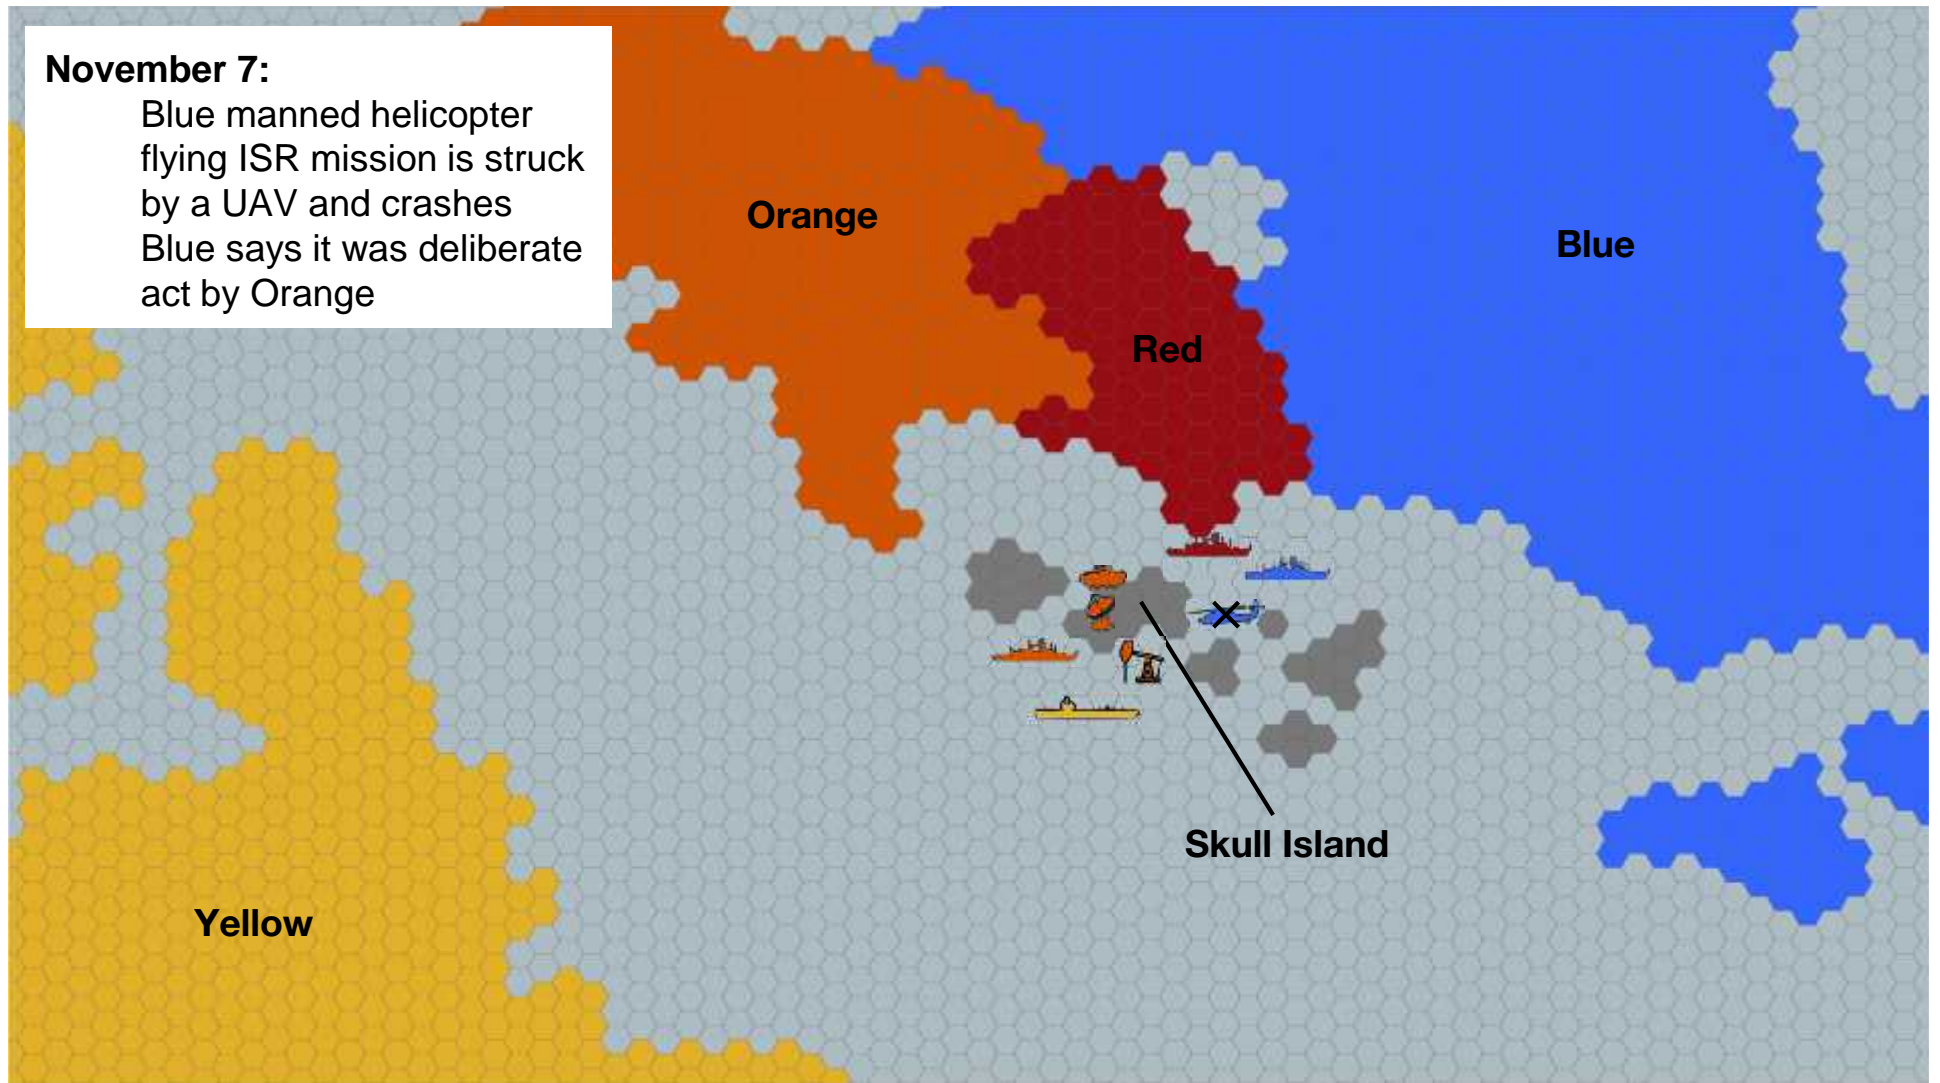 November 7:
Blue manned helicopter
flying ISR mission is struck
by a UAV and crashes
Blue says it was deliberate
act by Orange
Orange
Blue
Red
Skull Island
Yellow